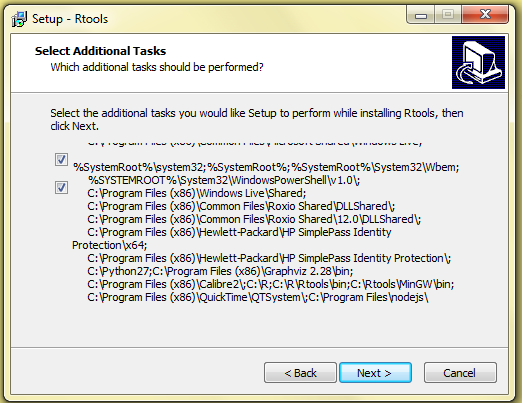 Setup - Rtools
Select Additional Tasks
Which additional tasks should be performed?
Select the additional tasks you would like Setup to perform while installing Rtools, then
click Next.
C:\Program Files (x86)\Common Files\Microsoft Shared\Windows Live;
%SystemRoot%\system32;%SystemRoot%;%SystemRoot%\System32\Wbem;
%SYSTEMROOT%\System32\WindowsPowerShell\v1.0\;
C:\Program Files (x86)\Windows Live\Shared;
C:\Program Files (x86)\Common Files\Roxio Shared\DLLShared\;
C:\Program Files (x86)\Common Files\Roxio Shared\12.0\DLLShared\;
C:\Program Files (x86)\Hewlett-Packard\HP SimplePass Identity
Protection\x64;
C:\Program Files (x86)\Hewlett-Packard\HP SimplePass Identity Protection\;
C:\Python27;C:\Program Files (x86)\Graphviz 2.28\bin;
C:\Program Files (x86)\Calibre2\;C:\R;C:\R\Rtools\bin;C:\Rtools\MinGW\bin;
C:\Program Files (x86)\QuickTime\QTSystem\;C:\Program Files\nodejs\
< Back
Next >
Cancel